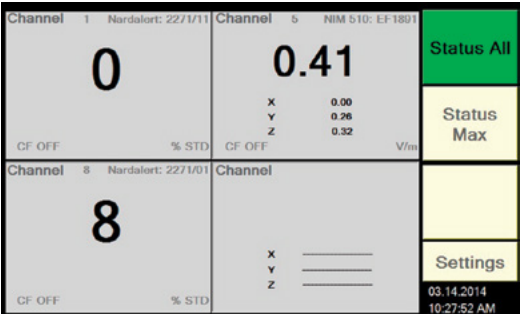 Channel 1 Nardalert: 2271/11
0
CF OFF % STD
Channel 5 NIM 510: EF1891
0.41
X 0.00
Y 0.26
Z 0.32
CF OFF V/m
Channel 8 Nardalert: 2271/01
8
CF OFF % STD
Channel
X
Y
Z
Status All
Status
Max
Settings
03.14.2014
10:27:52 AM